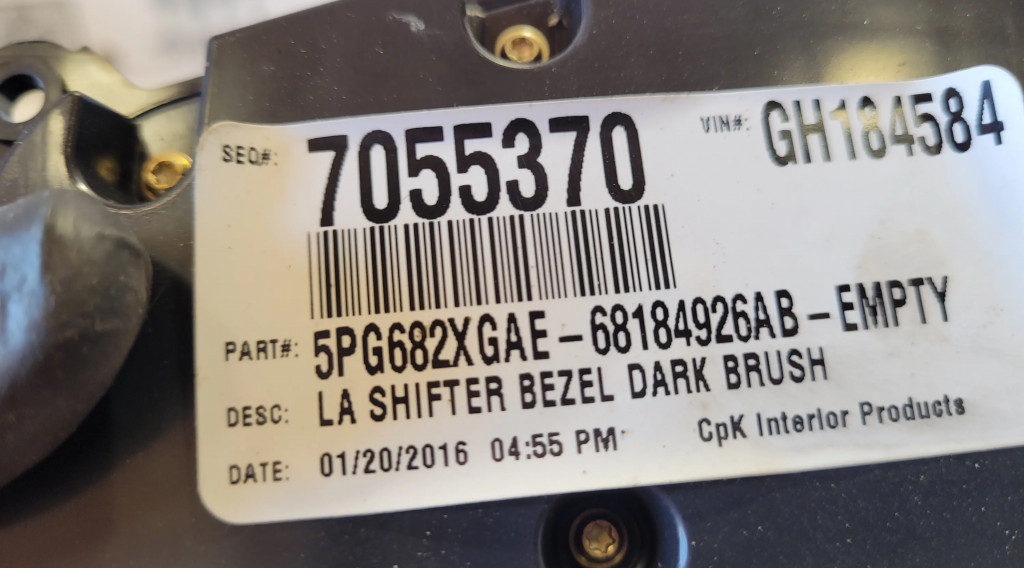 SEQ#: 7055370
VIN#: GH184584
PART#: 5PG682XGAE-68184926AB-EMPTY
DESC: LA SHIFTER BEZEL DARK BRUSH
DATE: 01/20/2016 04:55 PM
CpK Interior Products